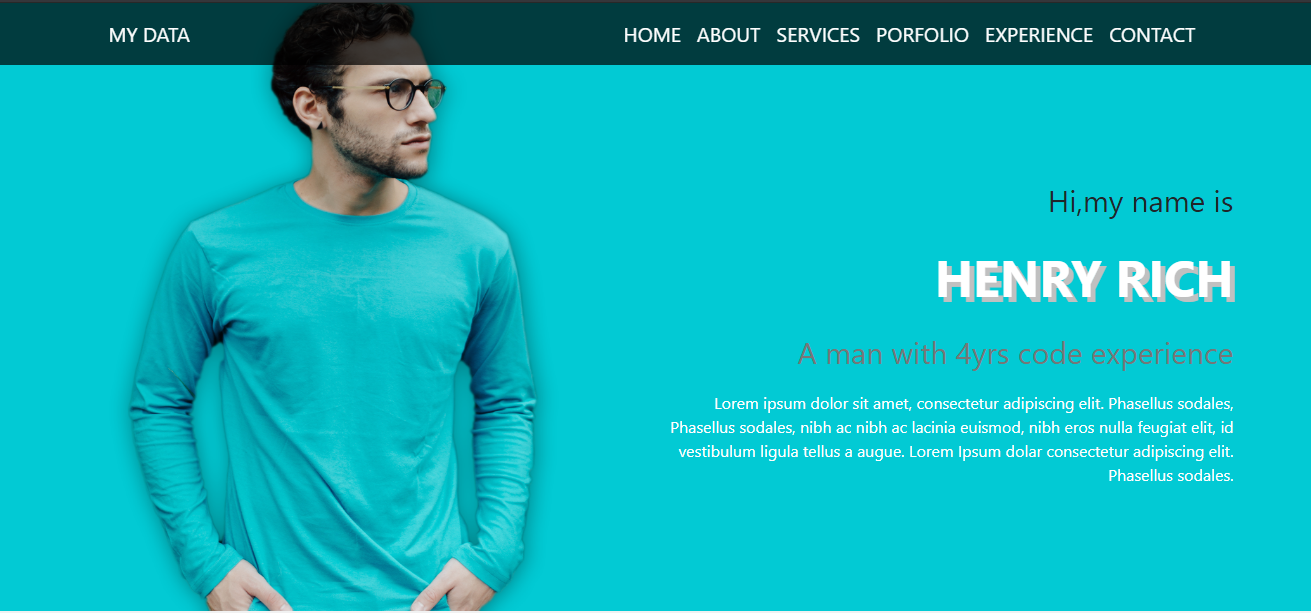 MY DATA HOME ABOUT SERVICES PORFOLIO EXPERIENCE CONTACT
Hi,my name is
HENRY RICH
A man with 4yrs code experience
Lorem ipsum dolor sit amet, consectetur adipiscing elit. Phasellus sodales,
Phasellus sodales, nibh ac nibh ac lacinia euismod, nibh eros nulla feugiat elit, id
vestibulum ligula tellus a augue. Lorem Ipsum dolar consectetur adipiscing elit.
Phasellus sodales.